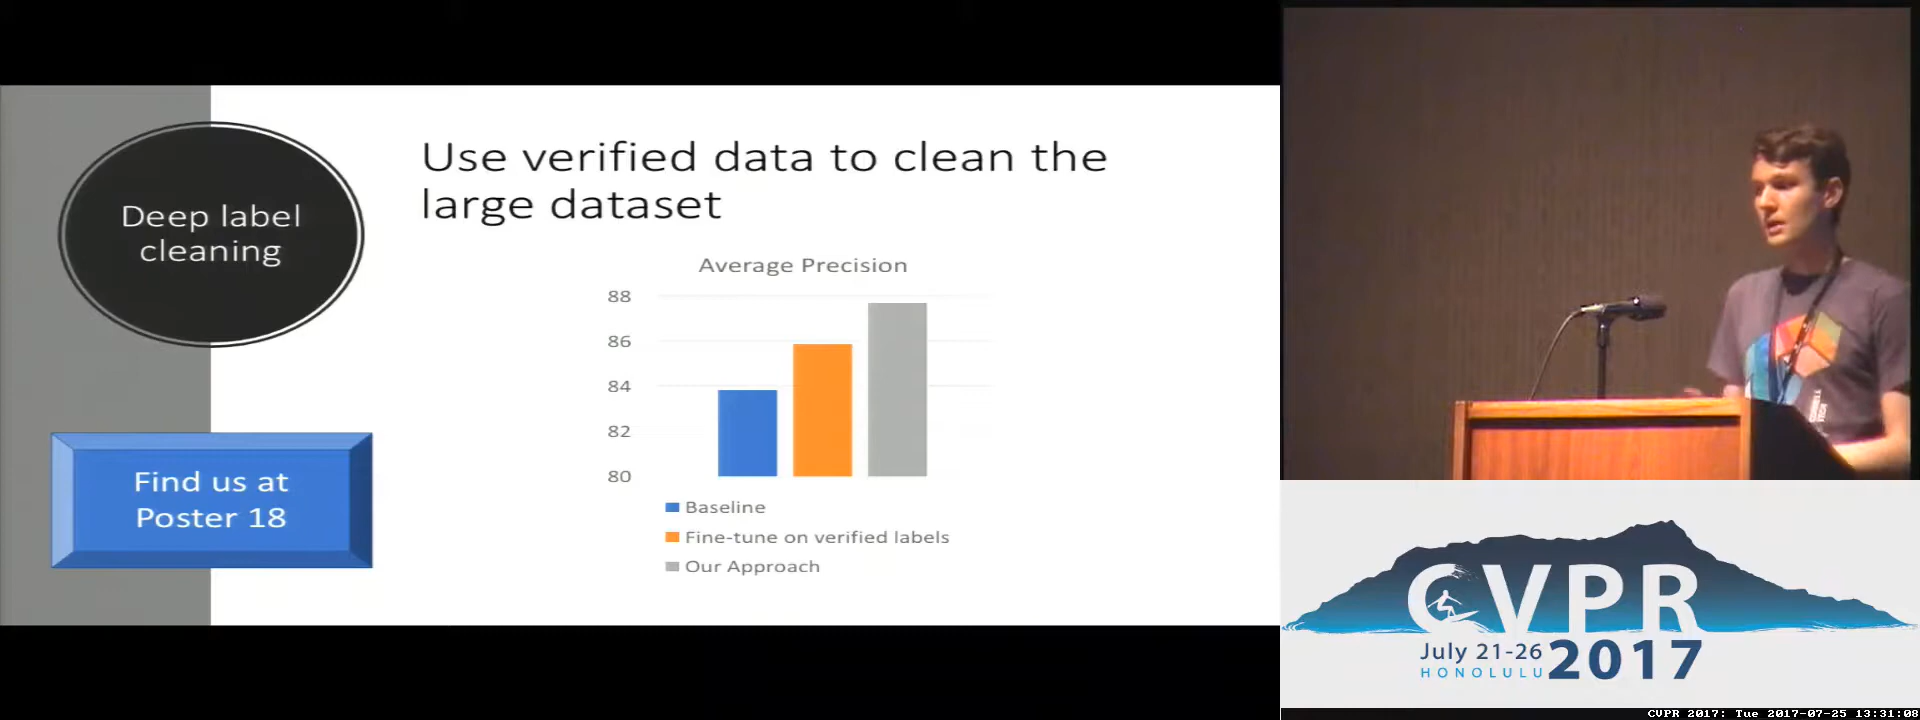 Deep label
cleaning
Find us at
Poster 18
Use verified data to clean the
large dataset
Average Precision
88
86
84
82
80
Baseline
Fine-tune on verified labels
Our Approach
CVPR
July 21-26
HONOLULU
2017
CVPR 2017: Tue 2017-07-25 13:31:08